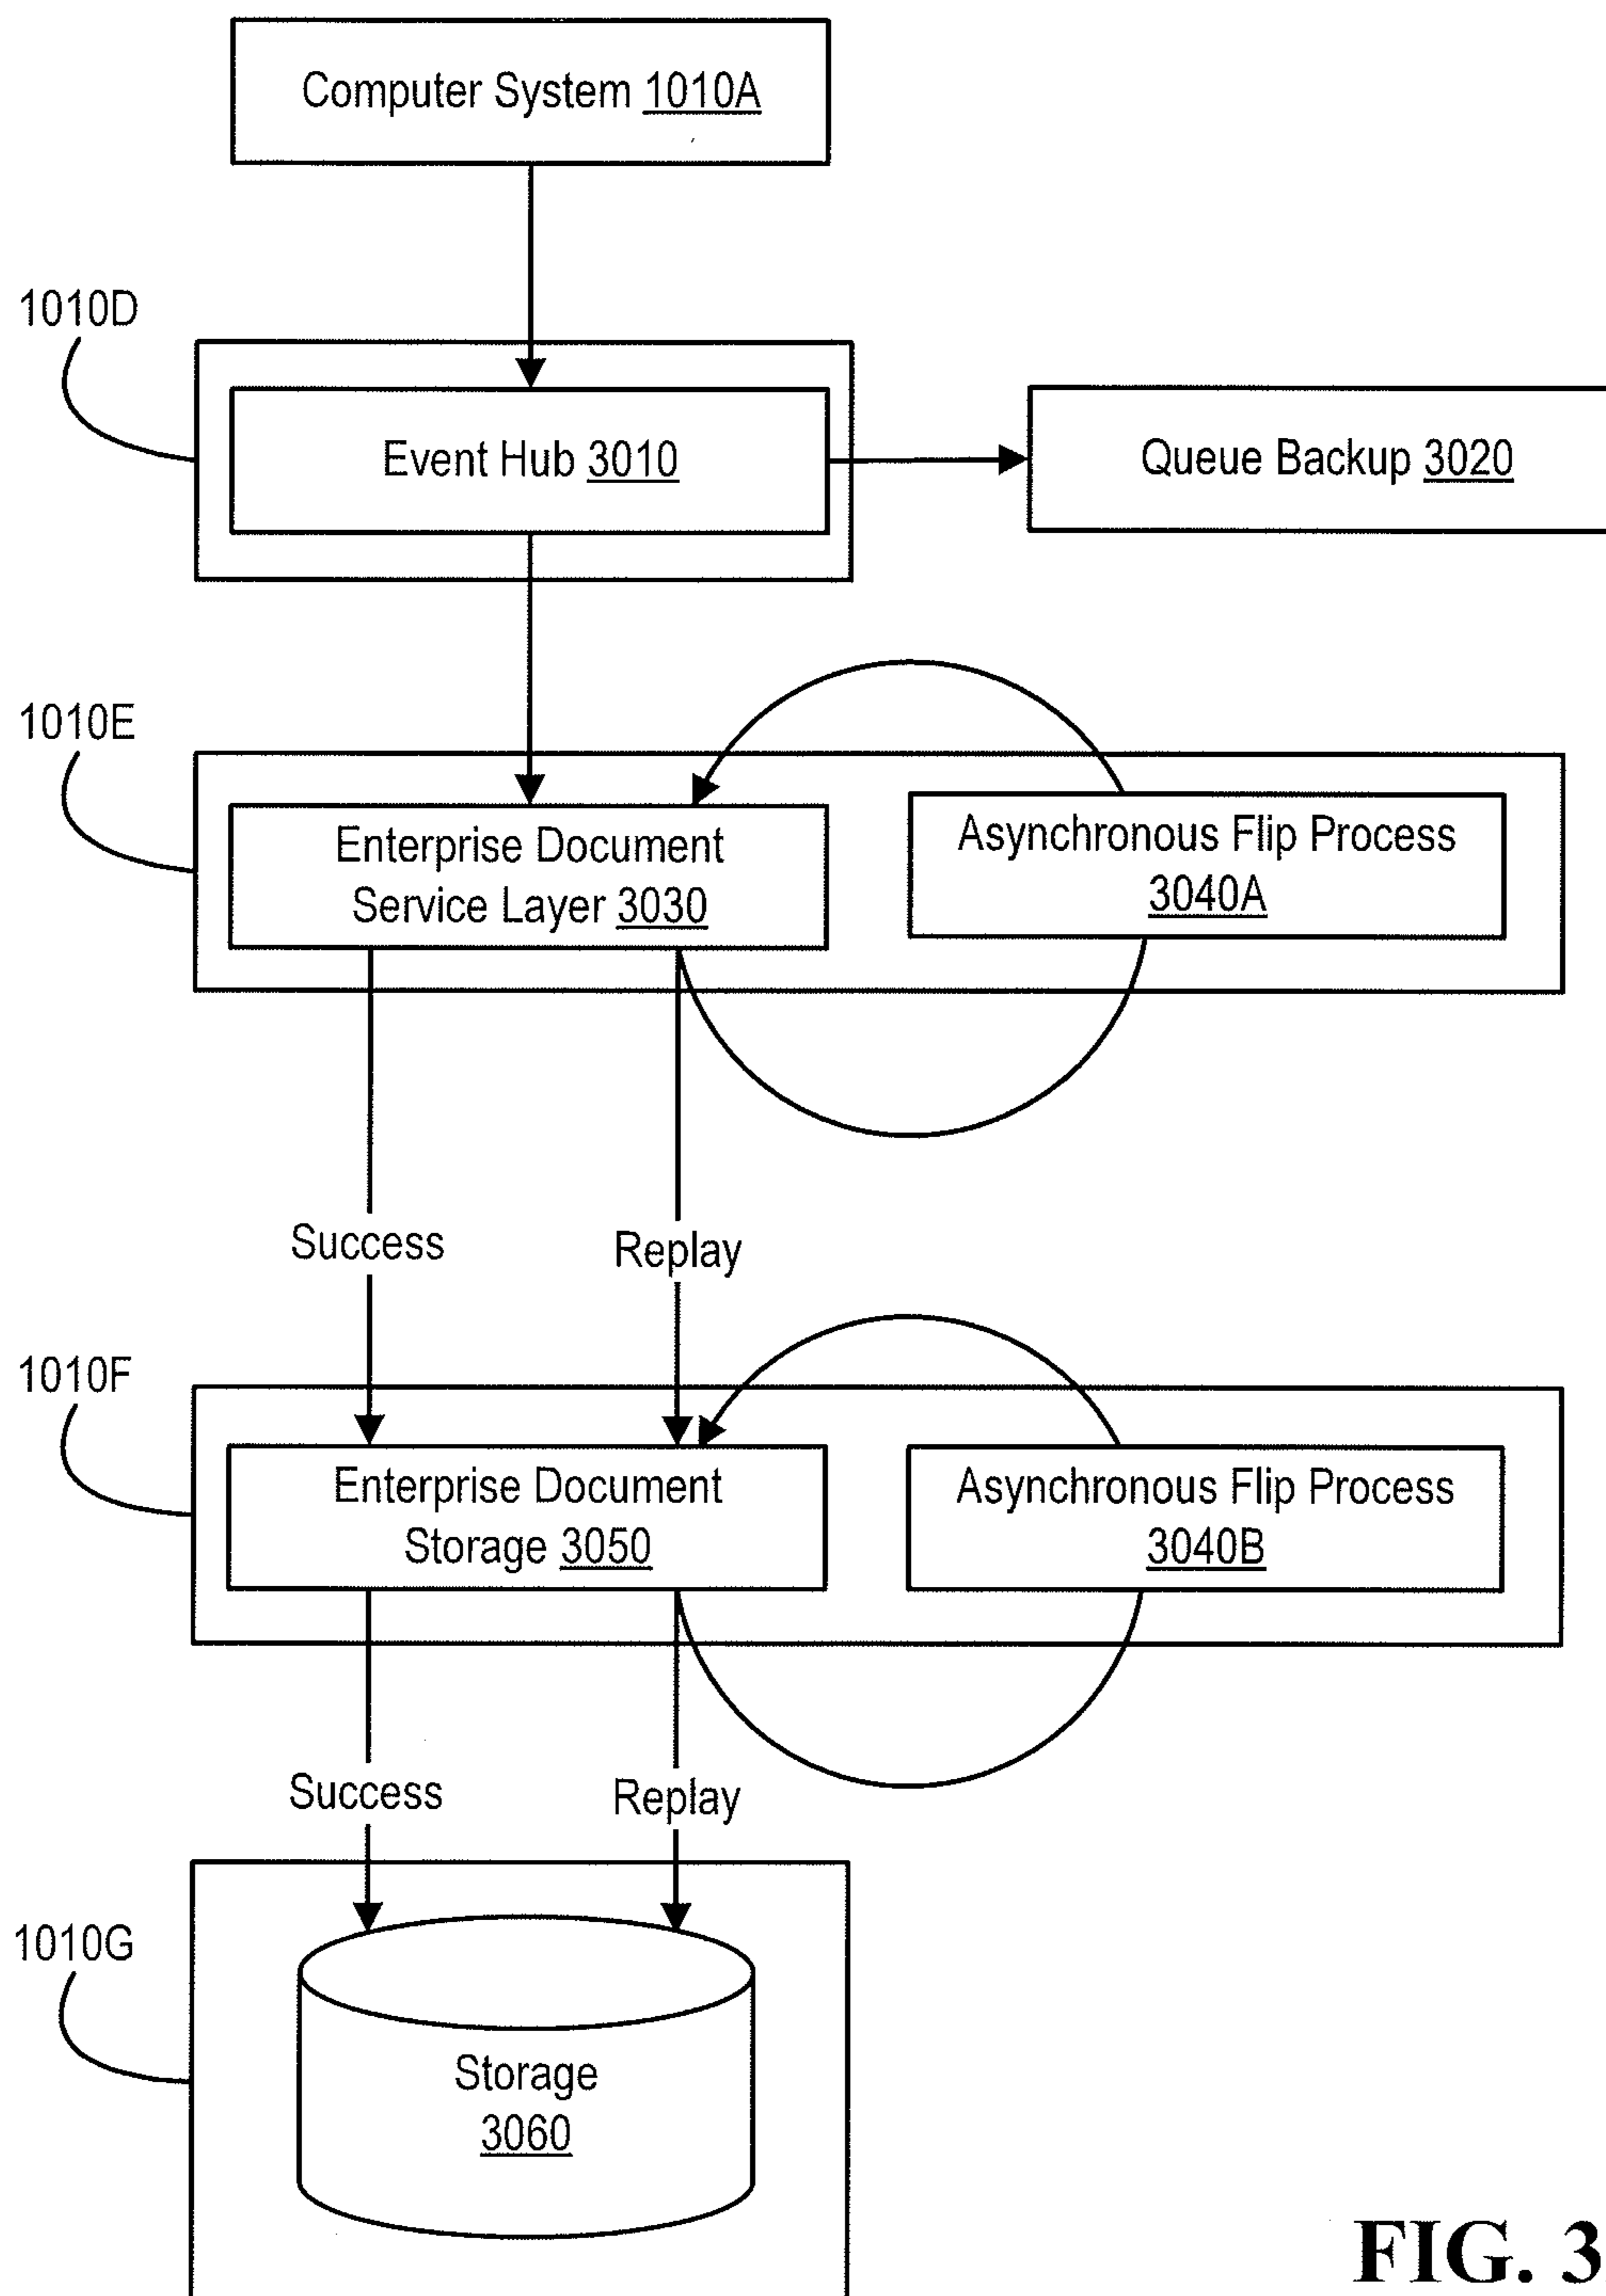 Computer System 1010A
1010D
Event Hub 3010
Queue Backup 3020
1010E
Enterprise Document
Service Layer 3030
Asynchronous Flip Process
3040A
Success
Replay
1010F
Enterprise Document
Storage 3050
Asynchronous Flip Process
3040B
Success
Replay
1010G
Storage
3060
FIG. 3